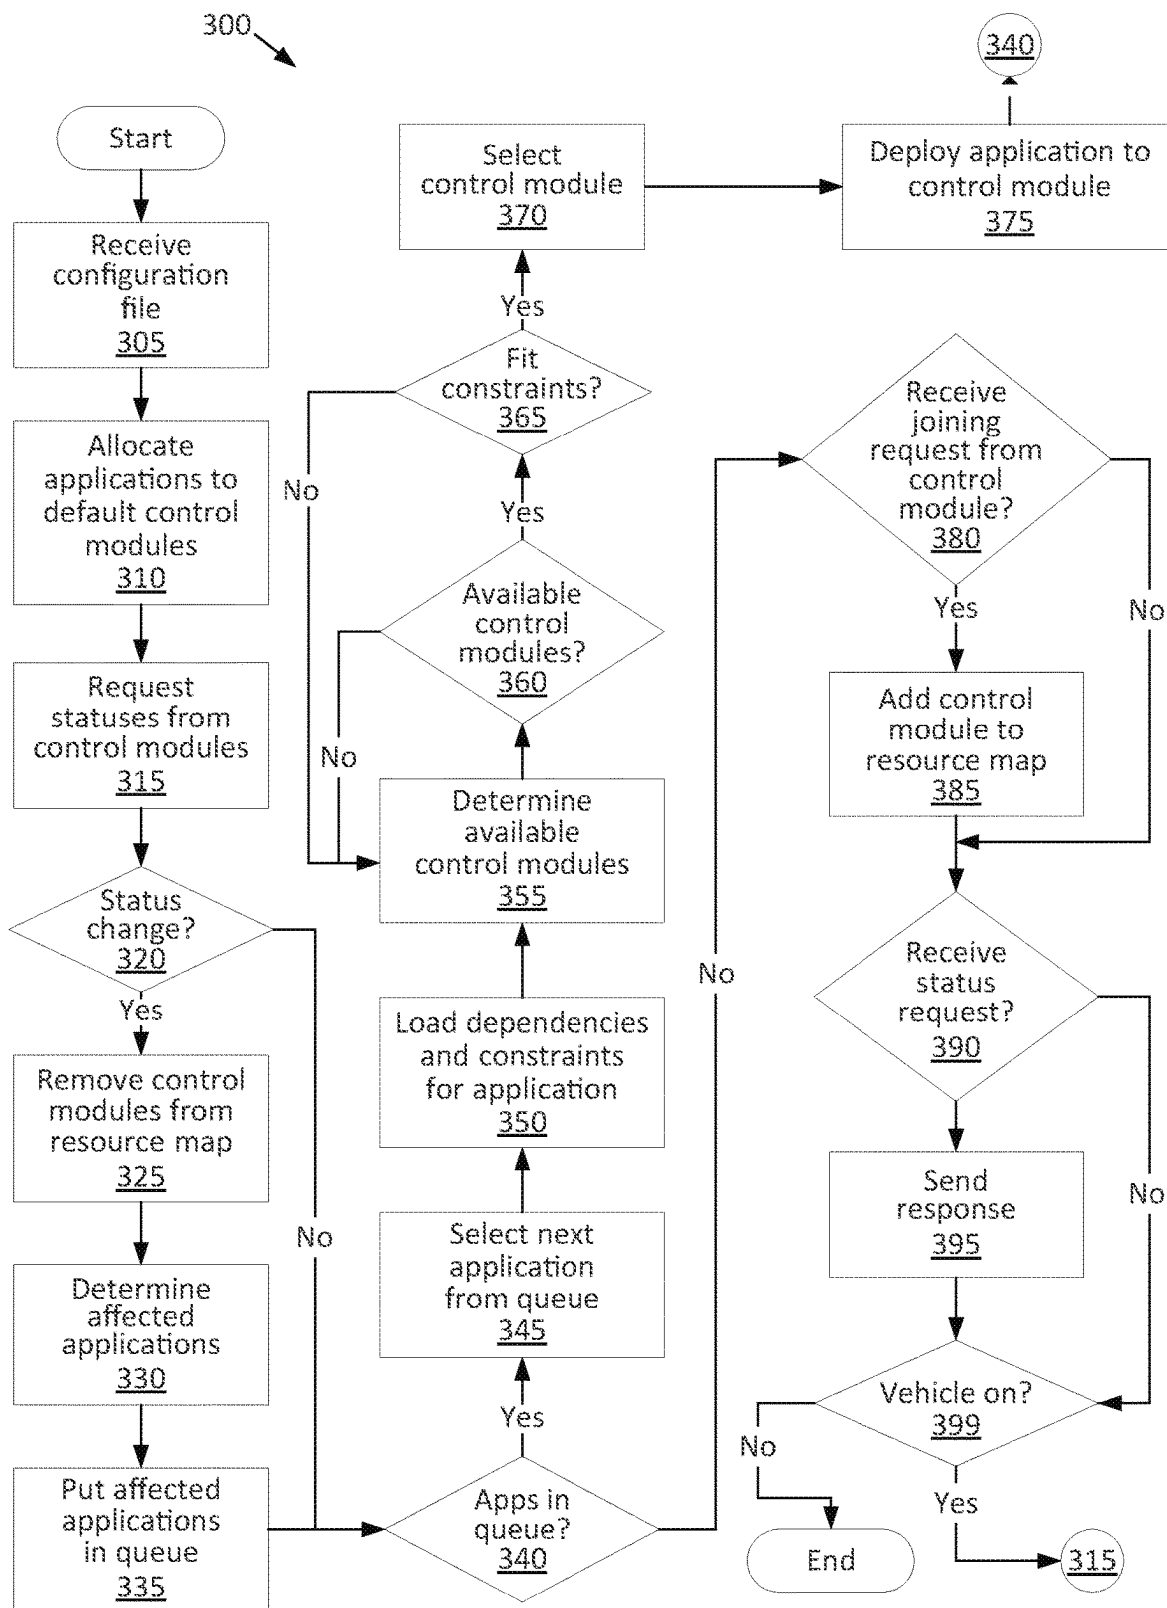 300
Start
Receive
configuration
file
305
Allocate
applications to
default control
modules
310
Request
statuses from
control modules
315
Status
change?
320
Yes
No
Remove control
modules from
resource map
325
Determine
affected
applications
330
Put affected
applications
in queue
335
Apps in
queue?
340
Yes
No
Select next
application
from queue
345
Load dependencies
and constraints
for application
350
Determine
available
control modules
355
Available
control
modules?
360
No
Yes
Fit
constraints?
365
No
Yes
Select
control module
370
Deploy application to
control module
375
340
Receive
joining
request from
control
module?
380
Yes
No
Add control
module to
resource map
385
Receive
status
request?
390
No
Send
response
395
Vehicle on?
399
No
Yes
End
315